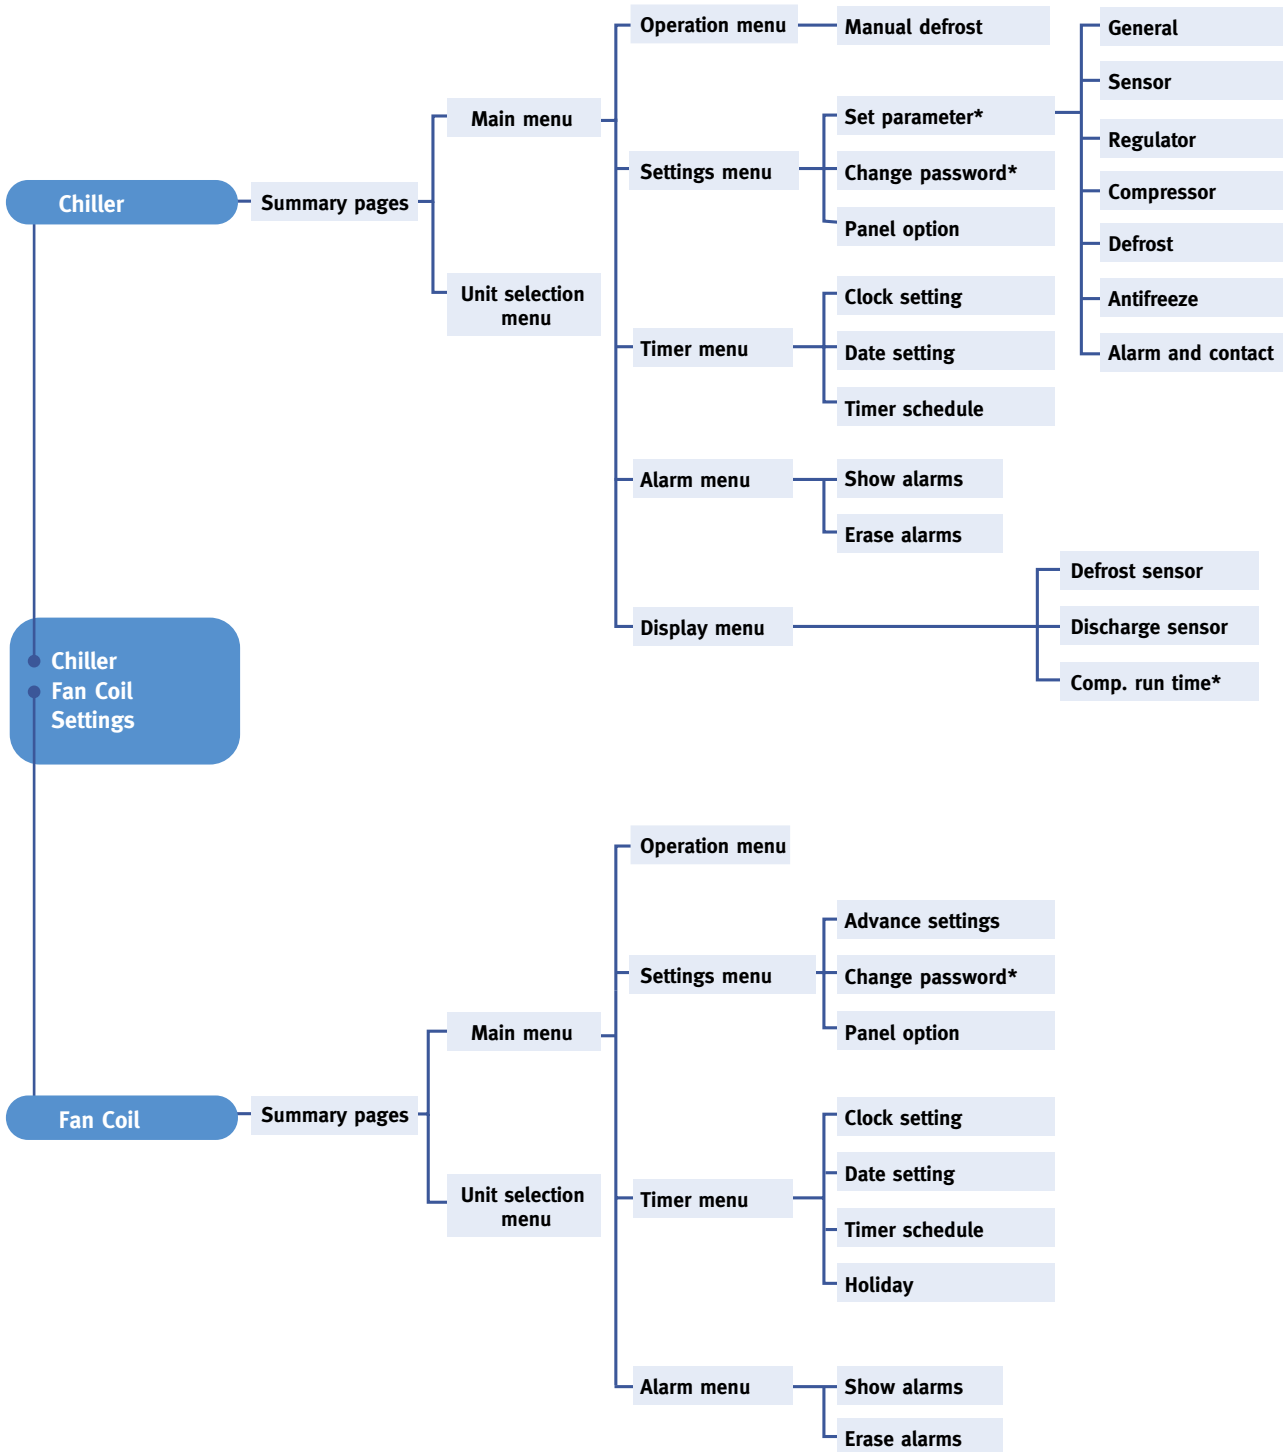 Chiller
Summary pages
Main menu
Unit selection
menu
Operation menu
Manual defrost
Settings menu
Set parameter*
Change password*
Panel option
General
Sensor
Regulator
Compressor
Defrost
Antifreeze
Alarm and contact
Timer menu
Clock setting
Date setting
Timer schedule
Alarm menu
Show alarms
Erase alarms
Display menu
Defrost sensor
Discharge sensor
Comp. run time*
Chiller
Fan Coil
Settings
Fan Coil
Summary pages
Main menu
Unit selection
menu
Operation menu
Settings menu
Advance settings
Change password*
Panel option
Timer menu
Clock setting
Date setting
Timer schedule
Holiday
Alarm menu
Show alarms
Erase alarms